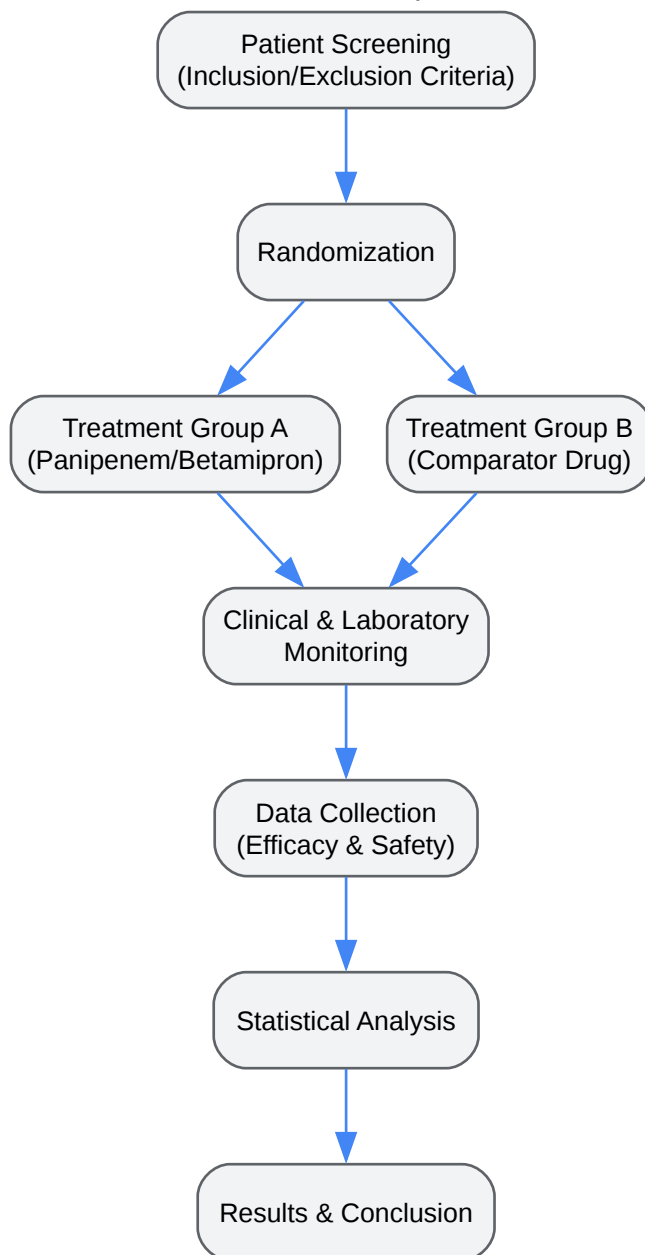 Patient Screening
(Inclusion/Exclusion Criteria)
Randomization
Treatment Group A
(Panipenem/Betamipron)
Treatment Group B
(Comparator Drug)
Clinical & Laboratory
Monitoring
Data Collection
(Efficacy & Safety)
Statistical Analysis
Results & Conclusion